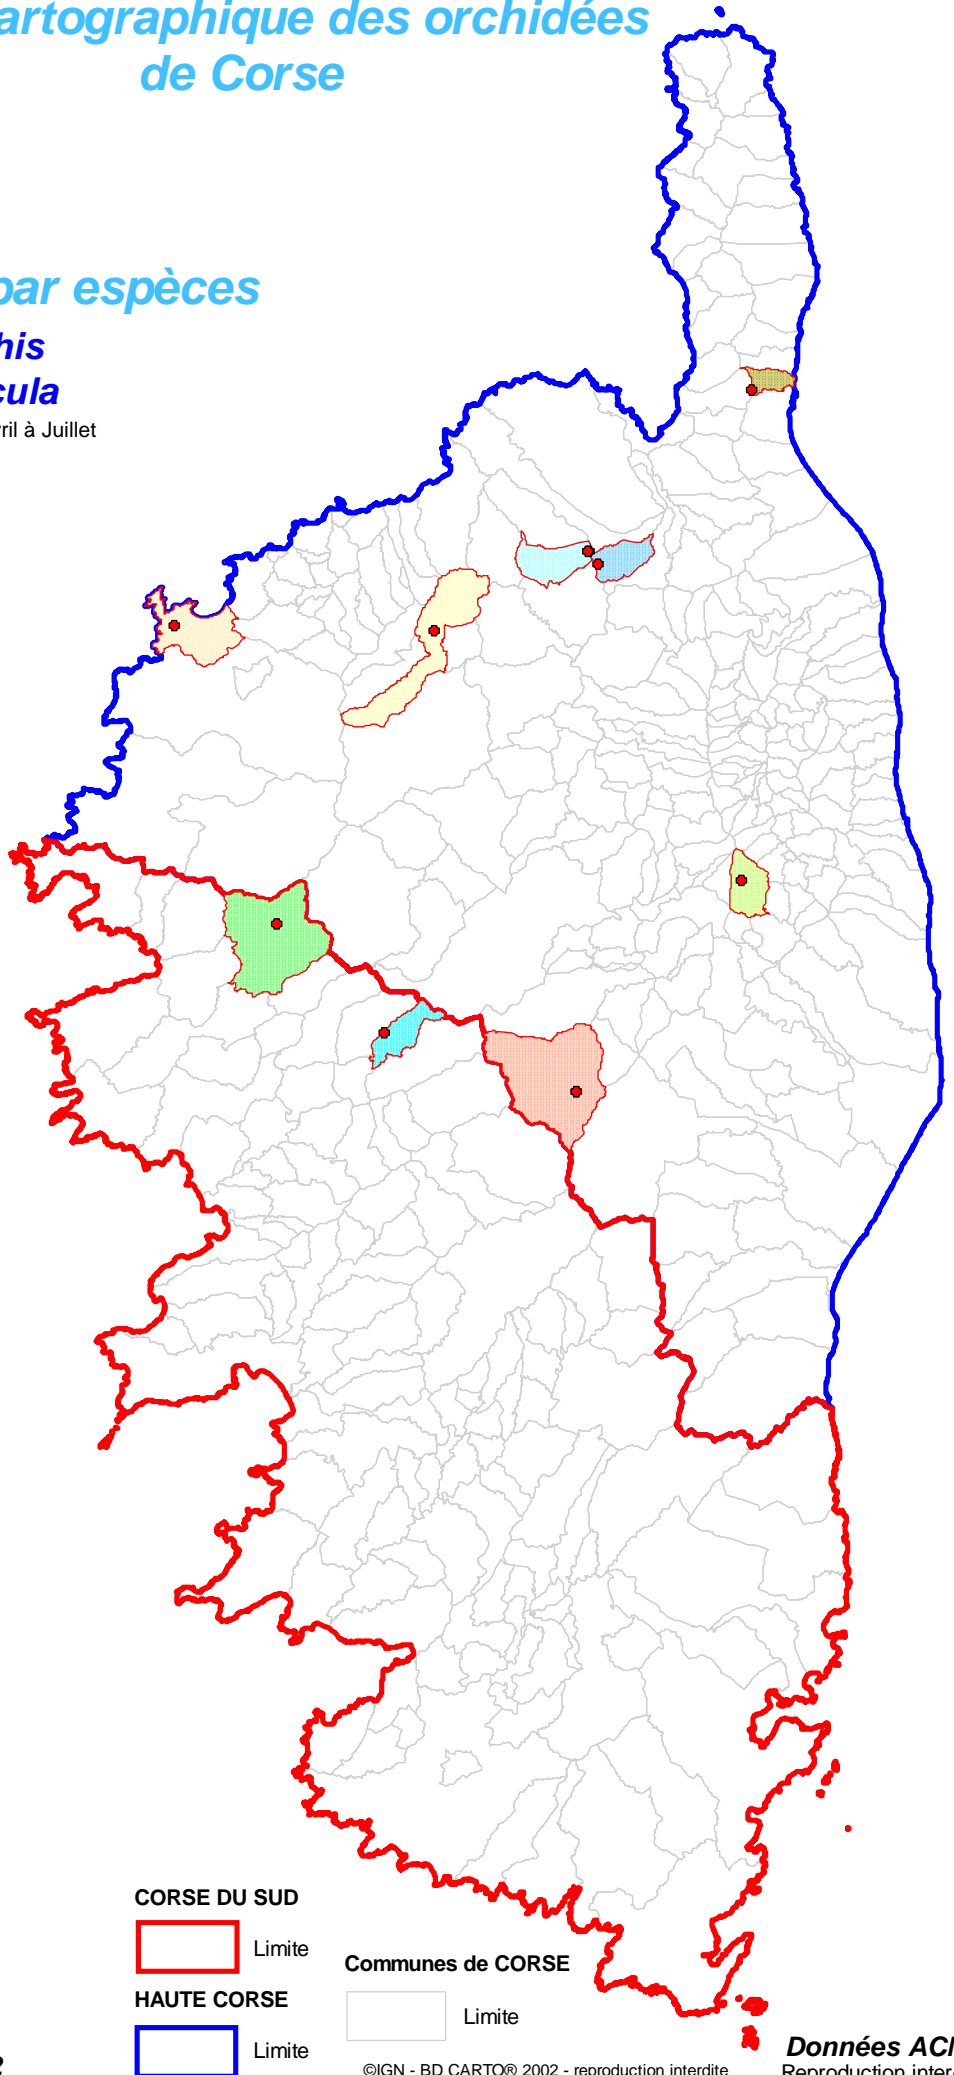 artographique des orchidées
de Corse
par espèces
his
cula
ril à Juillet
CORSE DU SUD
Limite
Communes de CORSE
HAUTE CORSE
Limite
Limite
©IGN - BD CARTO® 2002 - reproduction interdite
Données ACI
Reproduction inter